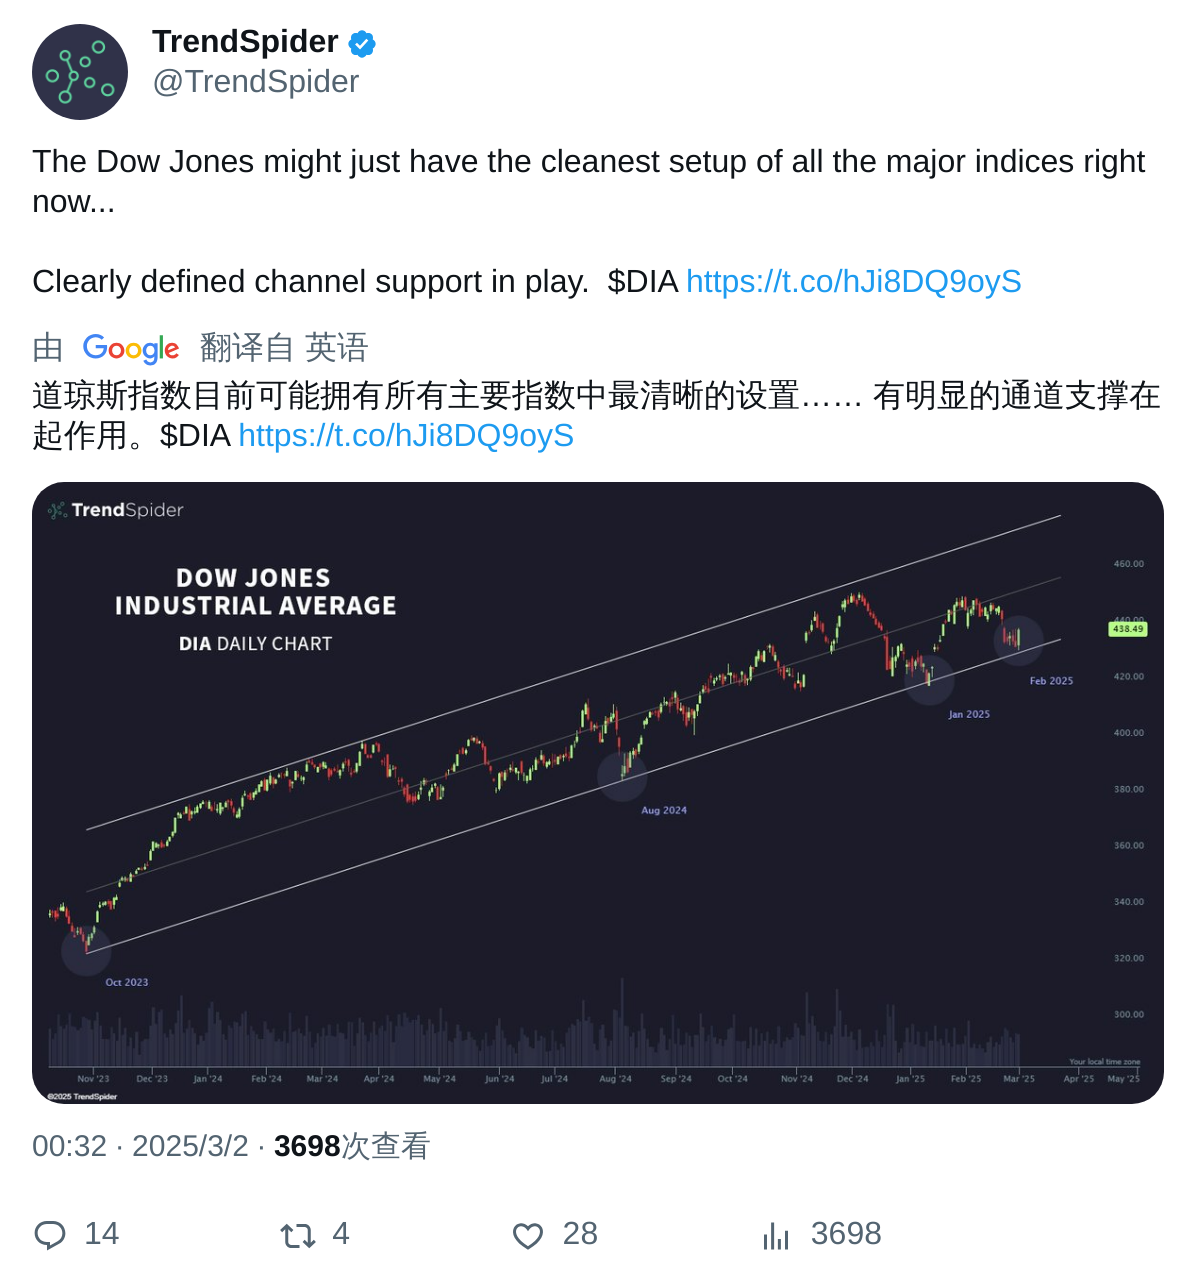 TrendSpider
@TrendSpider
The Dow Jones might just have the cleanest setup of all the major indices right
now...
Clearly defined channel support in play.  $DIA https://t.co/hJi8DQ9oyS
由 Google 翻译自 英语
道琼斯指数目前可能拥有所有主要指数中最清晰的设置…… 有明显的通道支撑在
起作用。$DIA https://t.co/hJi8DQ9oyS
TrendSpider
DOW JONES
INDUSTRIAL AVERAGE
DIA DAILY CHART
460.00
440.00
438.49
420.00
400.00
380.00
360.00
340.00
320.00
300.00
Feb 2025
Jan 2025
Aug 2024
Oct 2023
Your local time zone
Nov '23 Dec '23 Jan '24 Feb '24 Mar '24 Apr '24 May '24 Jun '24 Jul '24 Aug '24 Sep '24 Oct '24 Nov '24 Dec '24 Jan '25 Feb '25 Mar '25 Apr '25 May '25
©2025 TrendSpider
00:32 · 2025/3/2 · 3698次查看
14 4 28 3698